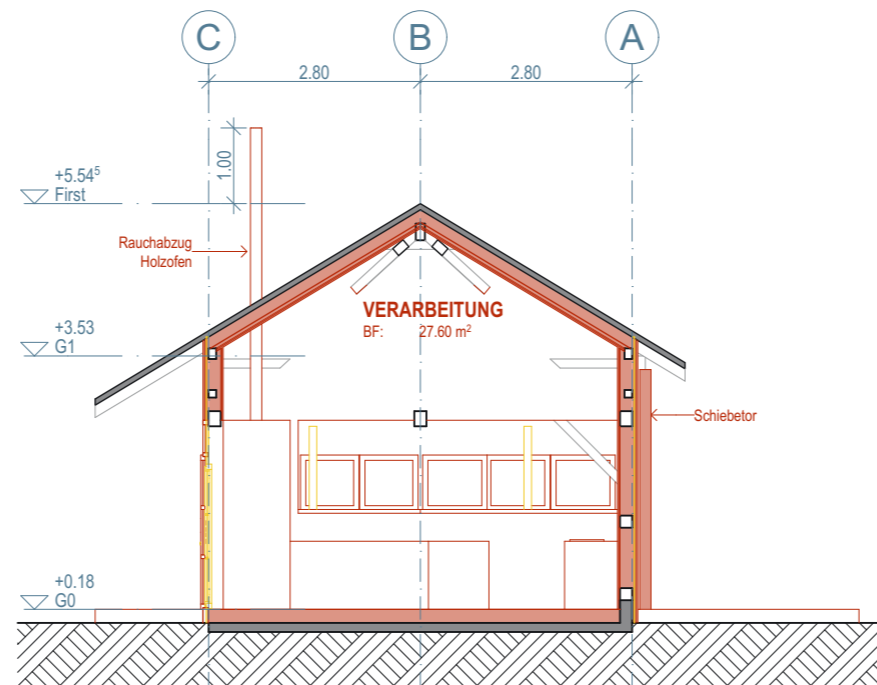 C B A
2.80 2.80
1.00
+5.54⁵
First
Rauchabzug
Holzofen
VERARBEITUNG
BF: 27.60 m²
+3.53
G1
Schiebetor
+0.18
G0